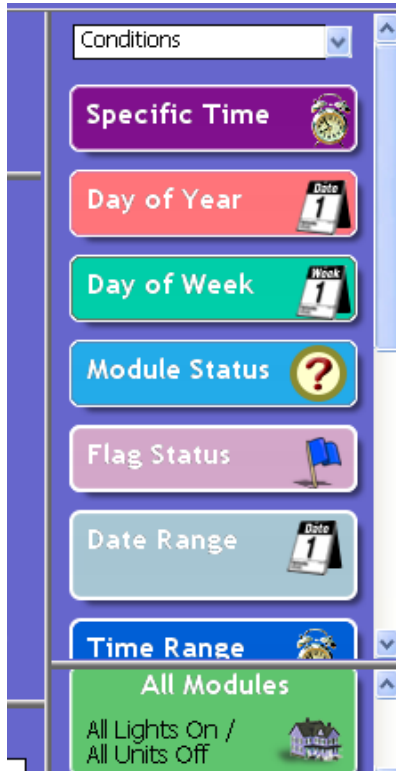 Conditions
Specific Time
Day of Year
Date
1
Day of Week
Week
1
Module Status
?
Flag Status
Date Range
Date
1
Time Range
All Modules
All Lights On /
All Units Off